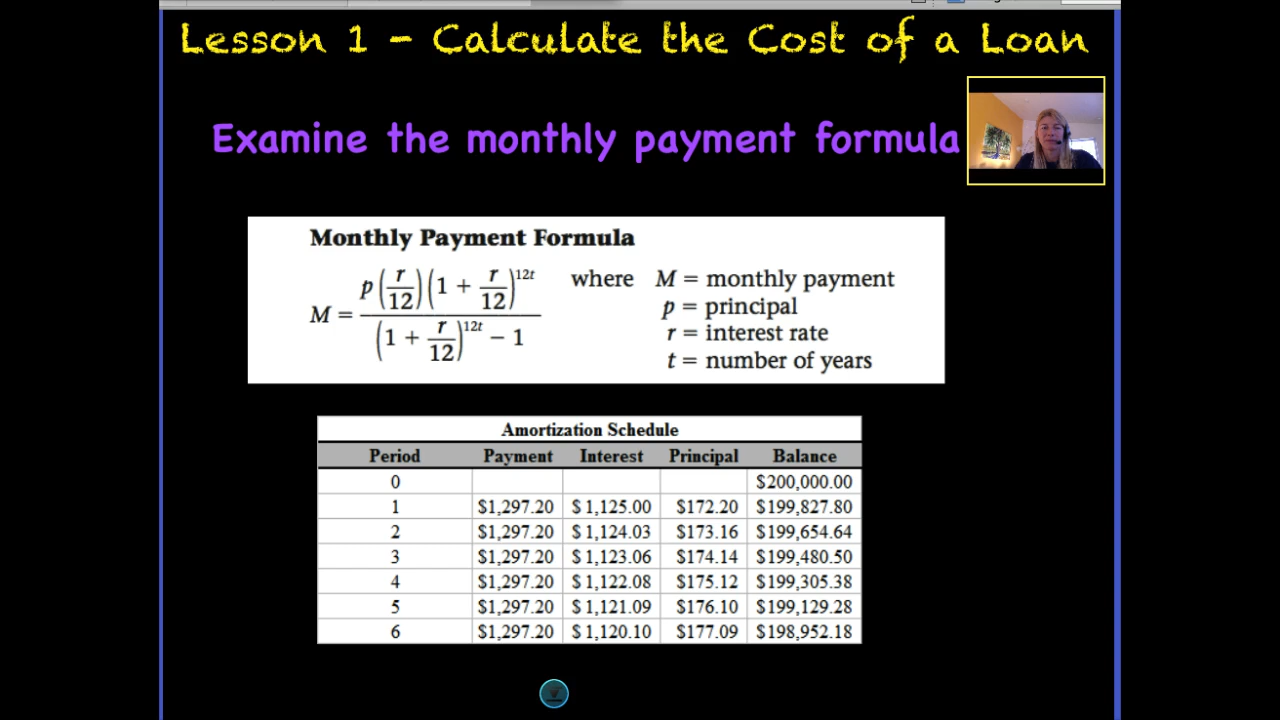 Lesson 1 - Calculate the Cost of a Loan
Examine the monthly payment formula
Monthly Payment Formula
M = p(r/12)(1 + r/12)^12t / (1 + r/12)^12t − 1 where M = monthly payment
p = principal
r = interest rate
t = number of years
Amortization Schedule
Period Payment Interest Principal Balance
0 $200,000.00
1 $1,297.20 $1,125.00 $172.20 $199,827.80
2 $1,297.20 $1,124.03 $173.16 $199,654.64
3 $1,297.20 $1,123.06 $174.14 $199,480.50
4 $1,297.20 $1,122.08 $175.12 $199,305.38
5 $1,297.20 $1,121.09 $176.10 $199,129.28
6 $1,297.20 $1,120.10 $177.09 $198,952.18